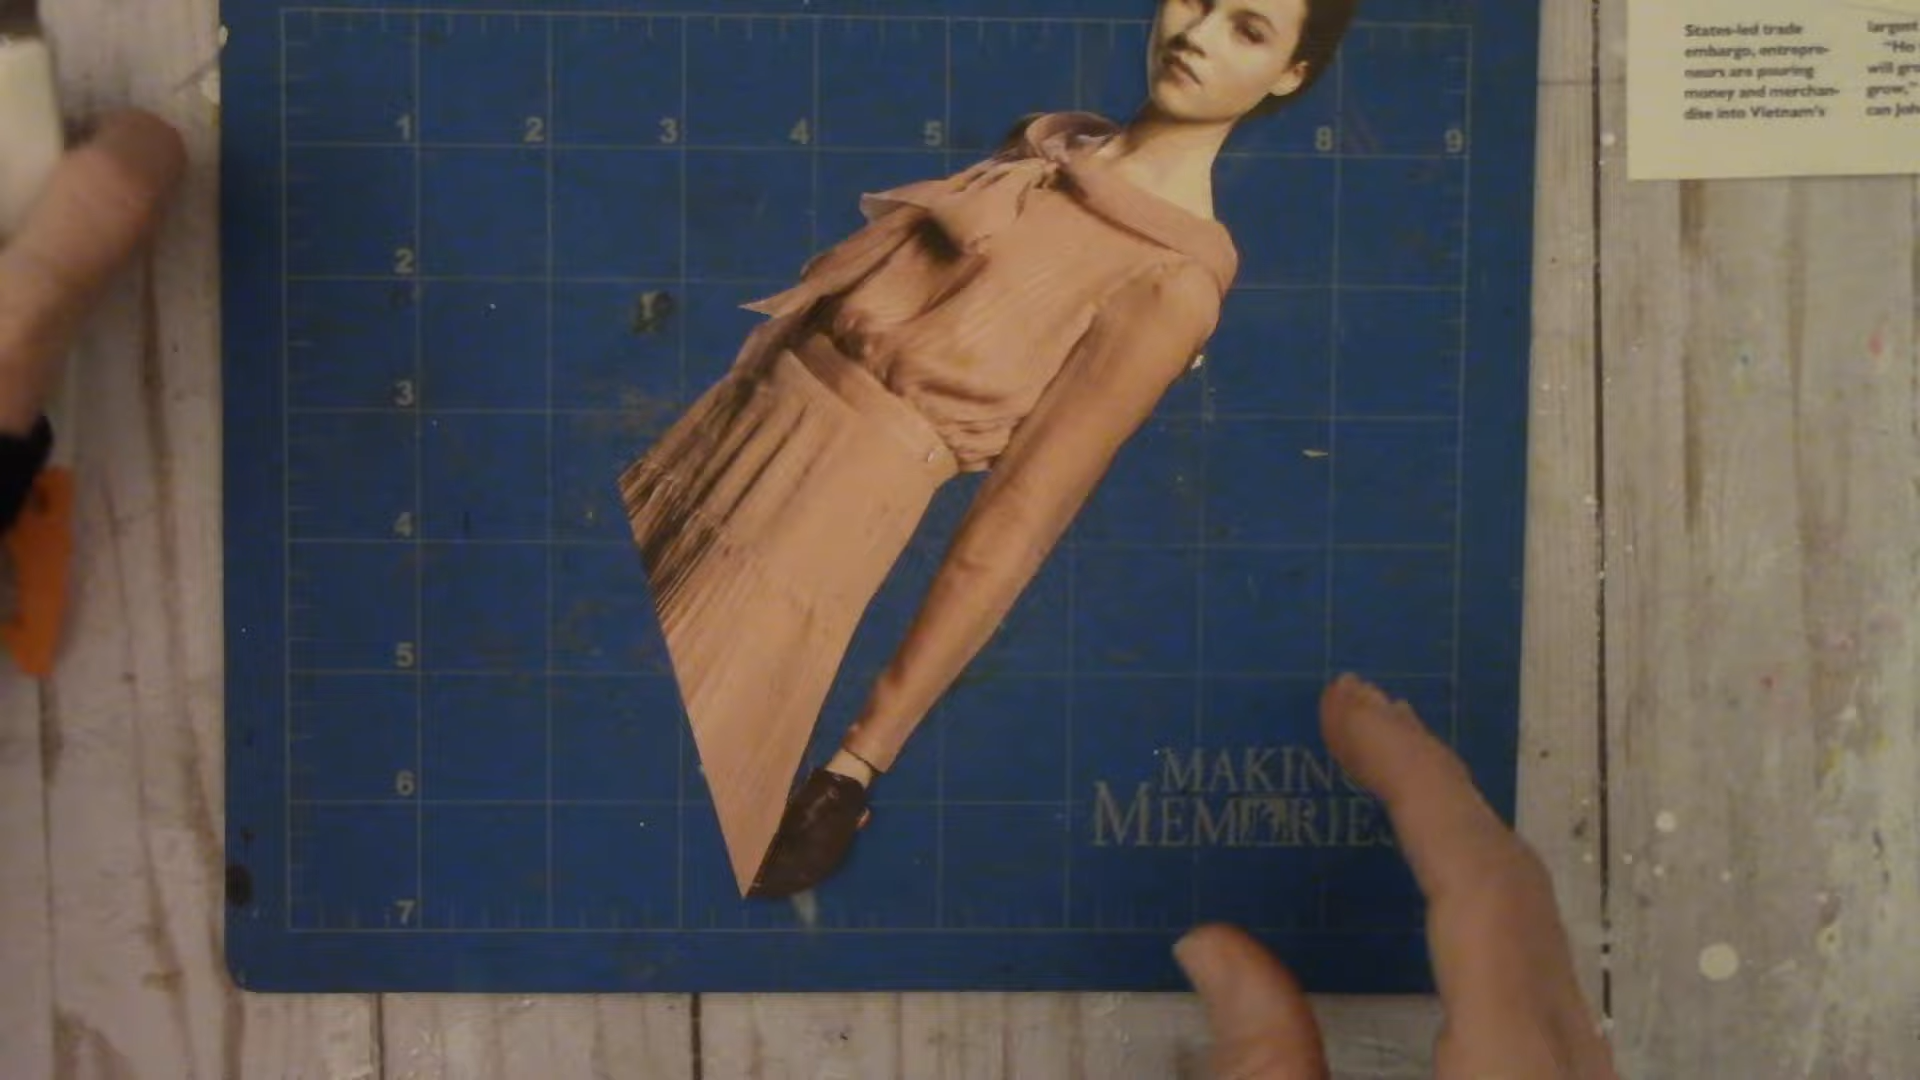 States-led trade
embargo, entrepre-
neurs are pouring
money and merchan-
dise into Vietnam's
largest
"Ho
will gro
grow,"
can Joh
1 2 3 4 5 8 9
2
3
4
5
6
7
MAKING
MEMORIES